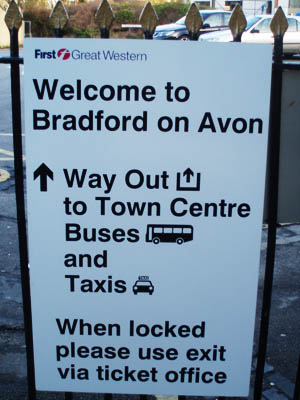 First Great Western
Welcome to
Bradford on Avon
Way Out
to Town Centre
Buses
and
Taxis
When locked
please use exit
via ticket office